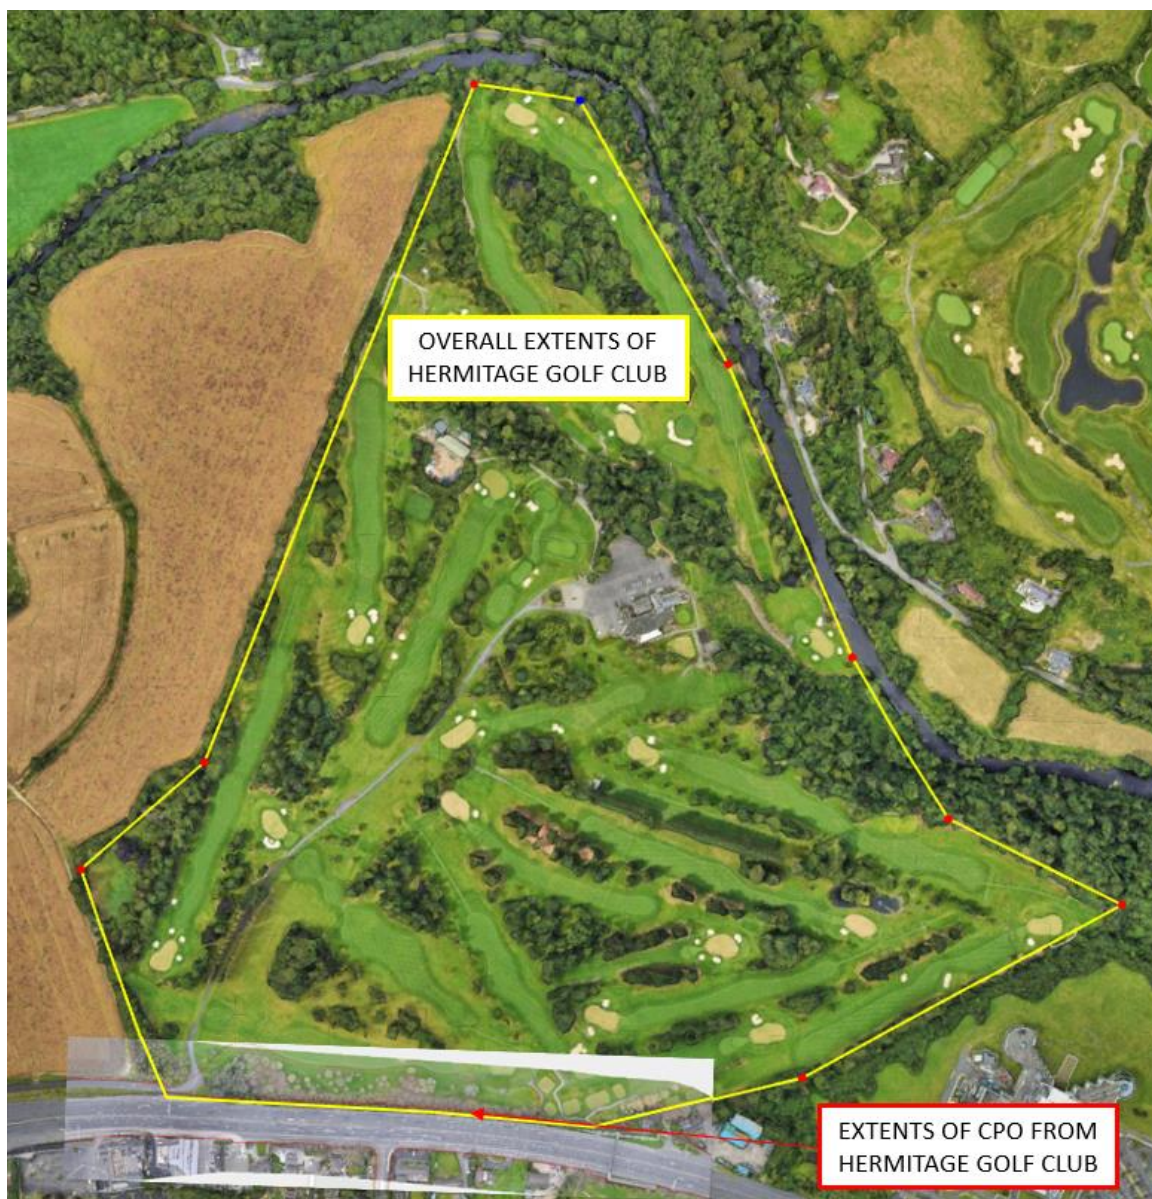 OVERALL EXTENTS OF
HERMITAGE GOLF CLUB
EXTENTS OF CPO FROM
HERMITAGE GOLF CLUB